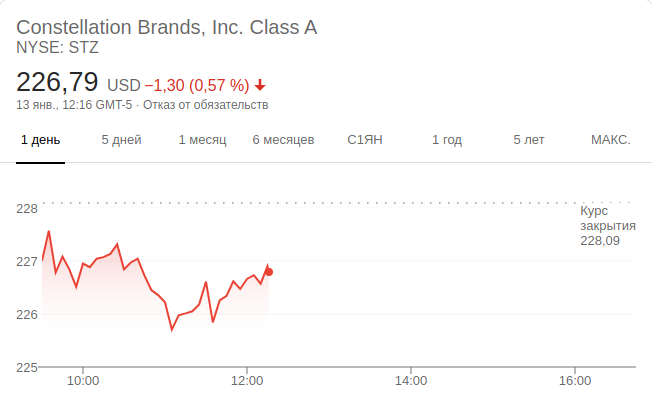 Constellation Brands, Inc. Class A
NYSE: STZ
226,79 USD −1,30 (0,57 %)
13 янв., 12:16 GMT-5 · Отказ от обязательств
1 день 5 дней 1 месяц 6 месяцев С1ЯН 1 год 5 лет МАКС.
228
Курс
закрытия
228,09
227
226
225
10:00 12:00 14:00 16:00